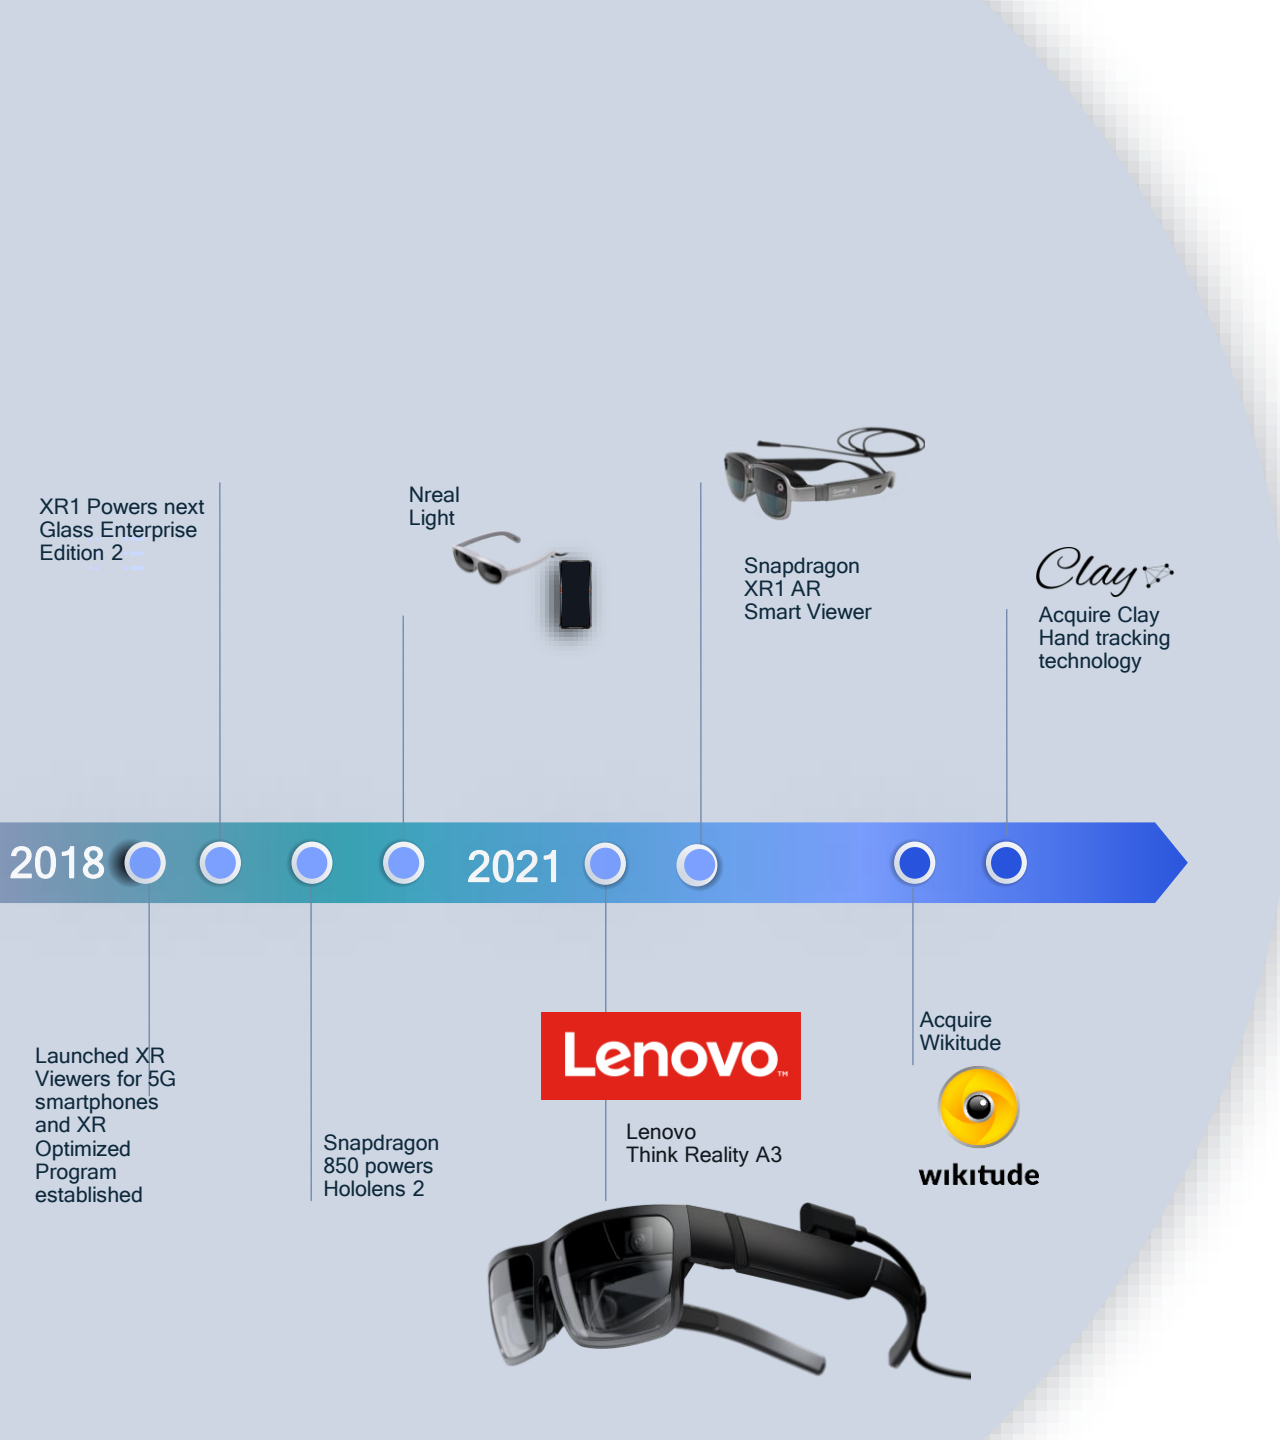 XR1 Powers next
Glass Enterprise
Edition 2
Nreal
Light
Snapdragon
XR1 AR
Smart Viewer
Clay
Acquire Clay
Hand tracking
technology
2018
2021
Launched XR
Viewers for 5G
smartphones
and XR
Optimized
Program
established
Snapdragon
850 powers
Hololens 2
Lenovo™
Lenovo
Think Reality A3
Acquire
Wikitude
wikitude